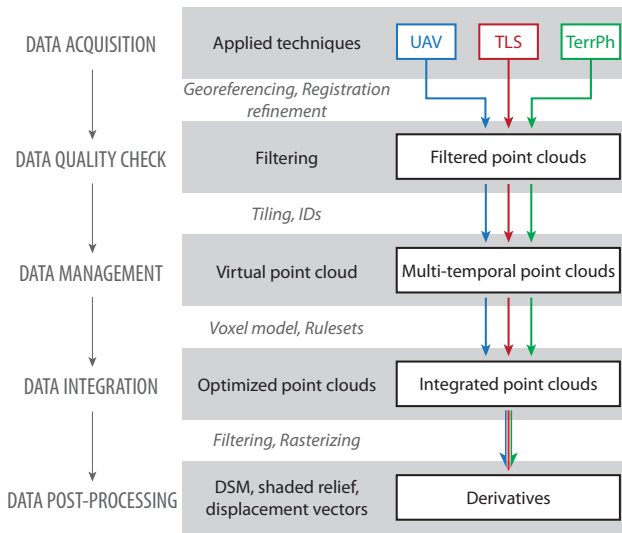 DATA ACQUISITION
Applied techniques
UAV
TLS
TerrPh
Georeferencing, Registration
refinement
DATA QUALITY CHECK
Filtering
Filtered point clouds
Tiling, IDs
DATA MANAGEMENT
Virtual point cloud
Multi-temporal point clouds
Voxel model, Rulesets
DATA INTEGRATION
Optimized point clouds
Integrated point clouds
Filtering, Rasterizing
DATA POST-PROCESSING
DSM, shaded relief,
displacement vectors
Derivatives